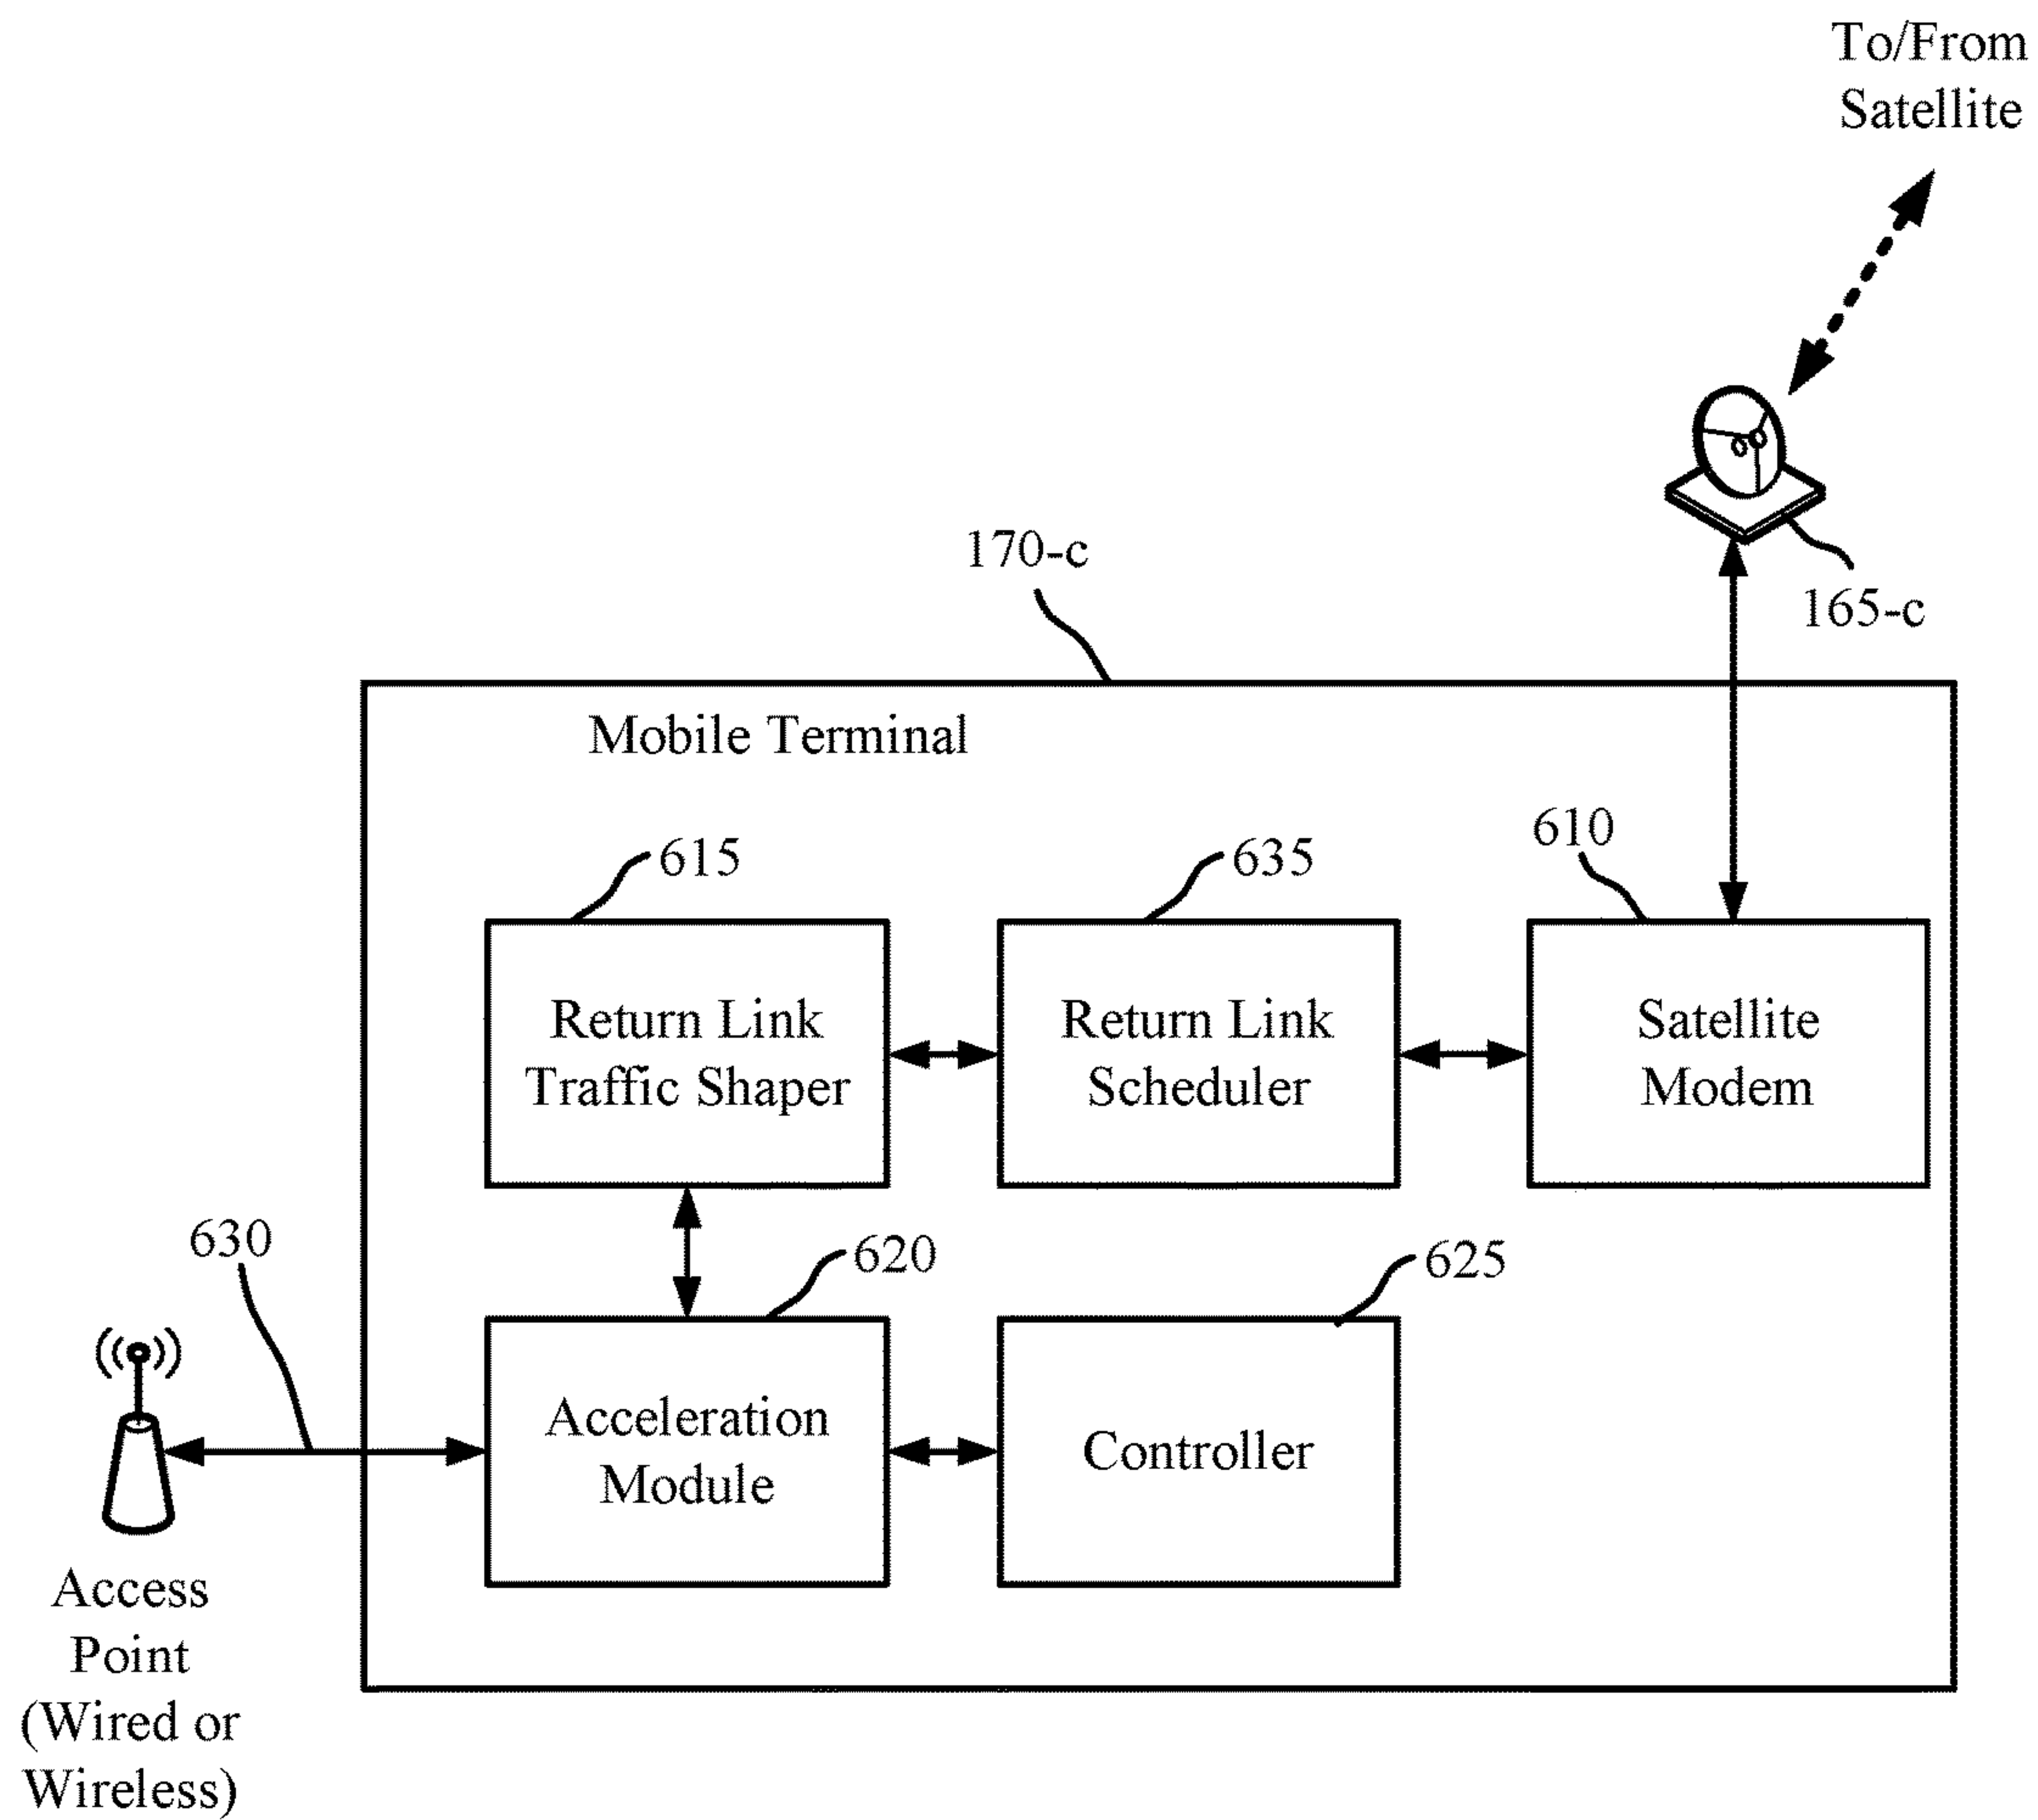 To/From
Satellite
170-c
165-c
Mobile Terminal
615
635
610
Return Link
Traffic Shaper
Return Link
Scheduler
Satellite
Modem
630
620
625
Acceleration
Module
Controller
Access
Point
(Wired or
Wireless)